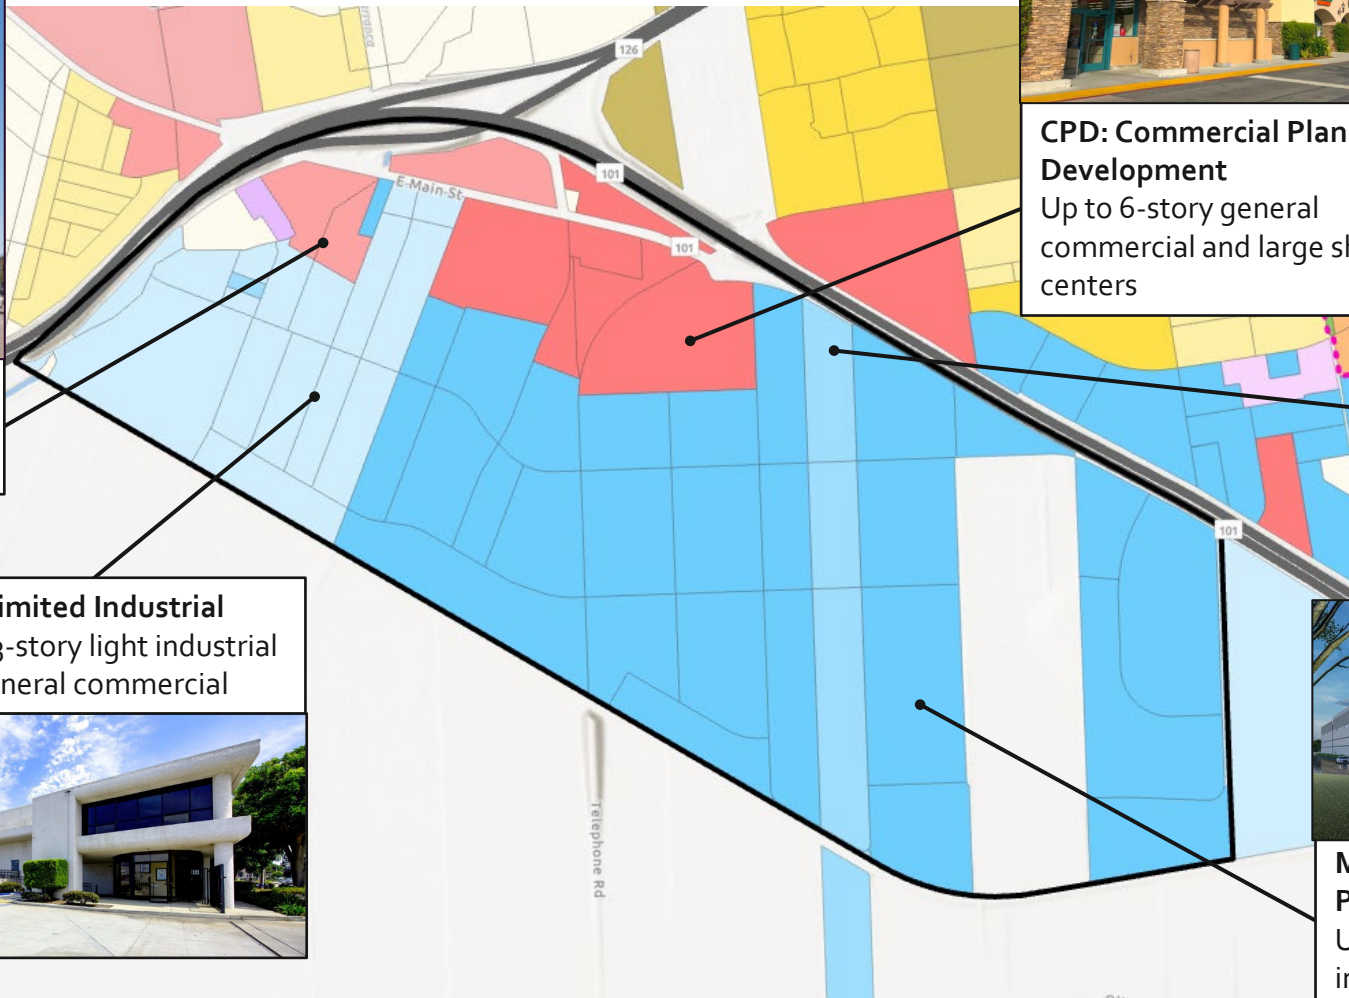 126
101
E Main St
101
CPD: Commercial Plan
Development
Up to 6-story general
commercial and large sh
centers
101
imited Industrial
3-story light industrial
neral commercial
Telephone Rd
M
P
U
in